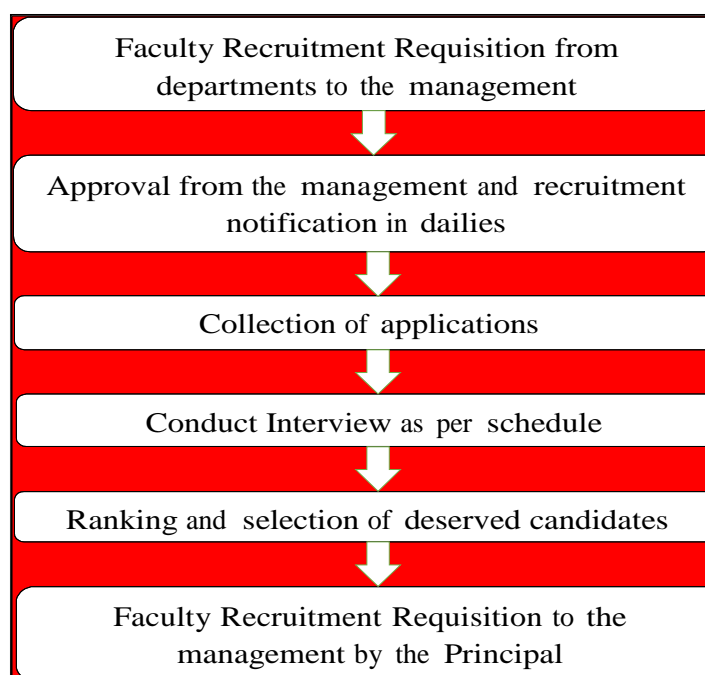 Faculty Recruitment Requisition from
departments to the management
Approval from the management and recruitment
notification in dailies
Collection of applications
Conduct Interview as per schedule
Ranking and selection of deserved candidates
Faculty Recruitment Requisition to the
management by the Principal